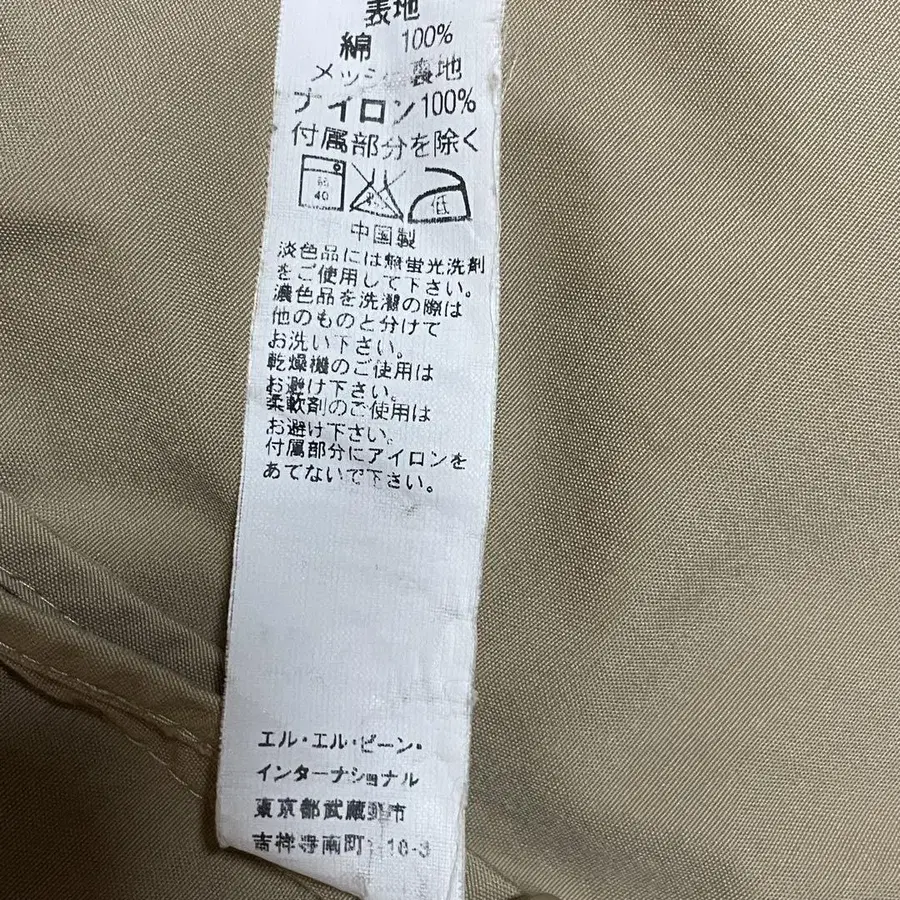 表地
綿 100%
メッシュ裏地
ナイロン100%
付属部分を除く
40
低
中国製
淡色品には無蛍光洗剤
をご使用して下さい。
濃色品を洗濯の際は
他のものと分けて
お洗い下さい。
乾燥機のご使用は
お避け下さい。
柔軟剤のご使用は
お避け下さい。
付属部分にアイロンを
あてないで下さい。
エル・エル・ビーン・
インターナショナル
東京都武蔵野市
吉祥寺南町